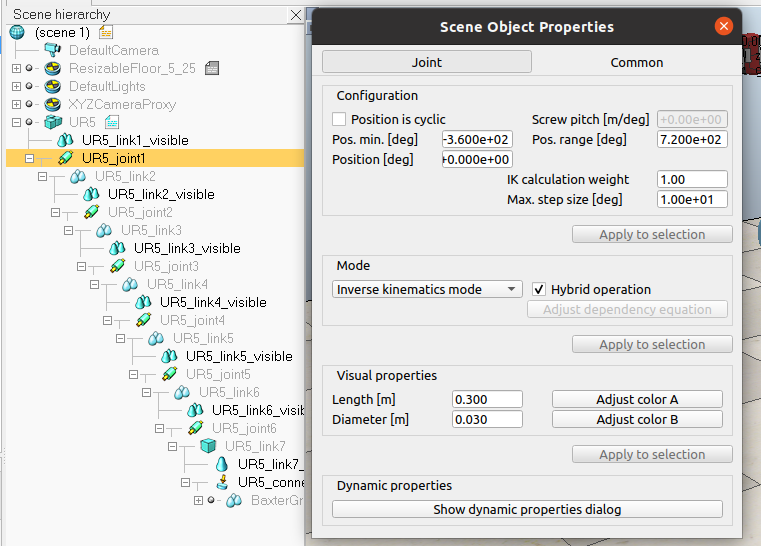 Scene hierarchy
(scene 1)
DefaultCamera
ResizableFloor_5_25
DefaultLights
XYZCameraProxy
UR5
UR5_link1_visible
UR5_joint1
UR5_link2
UR5_link2_visible
UR5_joint2
UR5_link3
UR5_link3_visible
UR5_joint3
UR5_link4
UR5_link4_visible
UR5_joint4
UR5_link5
UR5_link5_visible
UR5_joint5
UR5_link6
UR5_link6_visib
UR5_joint6
UR5_link7
UR5_link7_
UR5_conne
BaxterGr
Scene Object Properties
Joint Common
Configuration
Position is cyclic Screw pitch [m/deg] +0.00e+00
Pos. min. [deg] -3.600e+02 Pos. range [deg] 7.200e+02
Position [deg] +0.000e+00
IK calculation weight 1.00
Max. step size [deg] 1.00e+01
Apply to selection
Mode
Inverse kinematics mode Hybrid operation
Adjust dependency equation
Apply to selection
Visual properties
Length [m] 0.300 Adjust color A
Diameter [m] 0.030 Adjust color B
Apply to selection
Dynamic properties
Show dynamic properties dialog